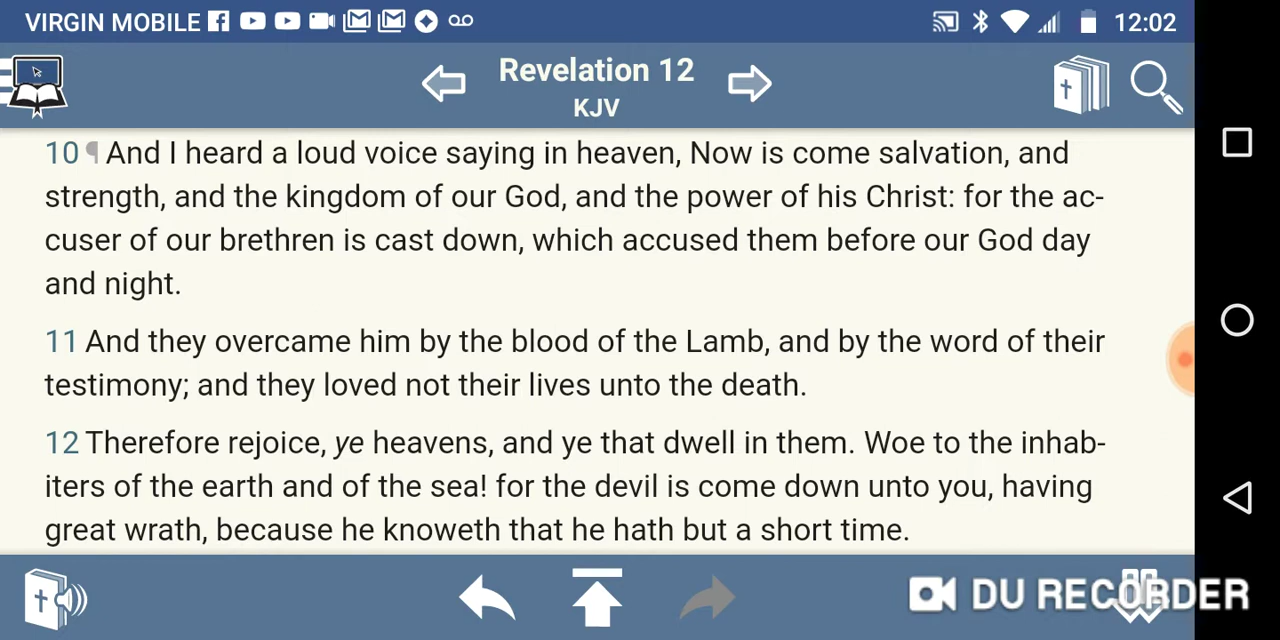 VIRGIN MOBILE 12:02
Revelation 12
KJV
10 ¶ And I heard a loud voice saying in heaven, Now is come salvation, and
strength, and the kingdom of our God, and the power of his Christ: for the ac-
cuser of our brethren is cast down, which accused them before our God day
and night.
11 And they overcame him by the blood of the Lamb, and by the word of their
testimony; and they loved not their lives unto the death.
12 Therefore rejoice, ye heavens, and ye that dwell in them. Woe to the inhab-
iters of the earth and of the sea! for the devil is come down unto you, having
great wrath, because he knoweth that he hath but a short time.
DU RECORDER